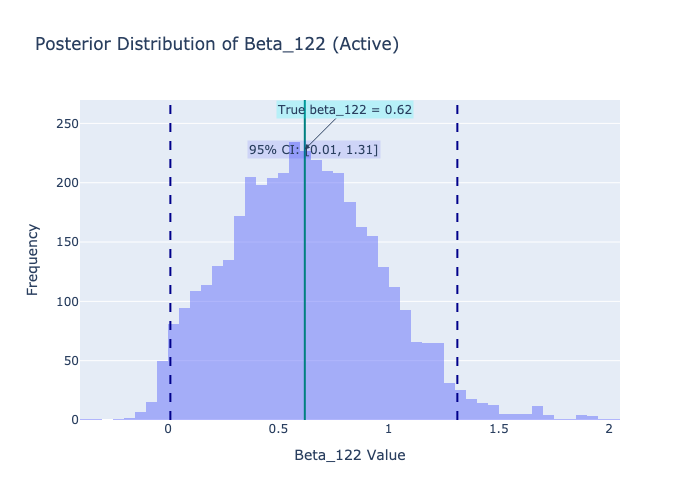 Posterior Distribution of Beta_122 (Active)
True beta_122 = 0.62
95% CI: [0.01, 1.31]
250
200
150
100
50
0
Frequency
0 0.5 1 1.5 2
Beta_122 Value